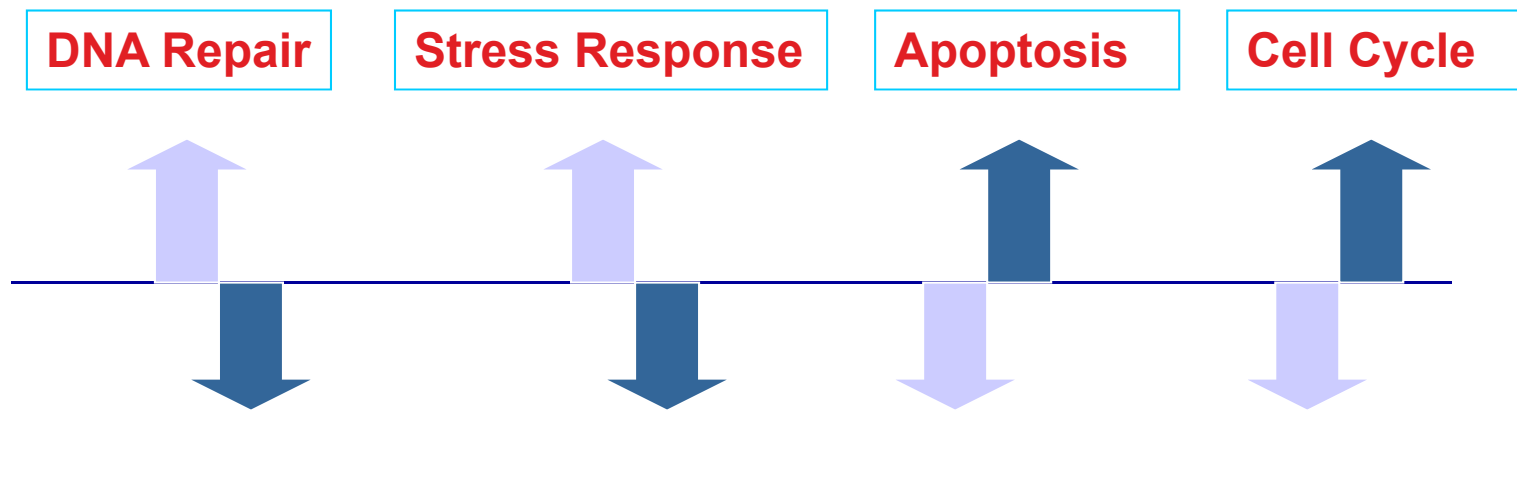 DNA Repair
Stress Response
Apoptosis
Cell Cycle